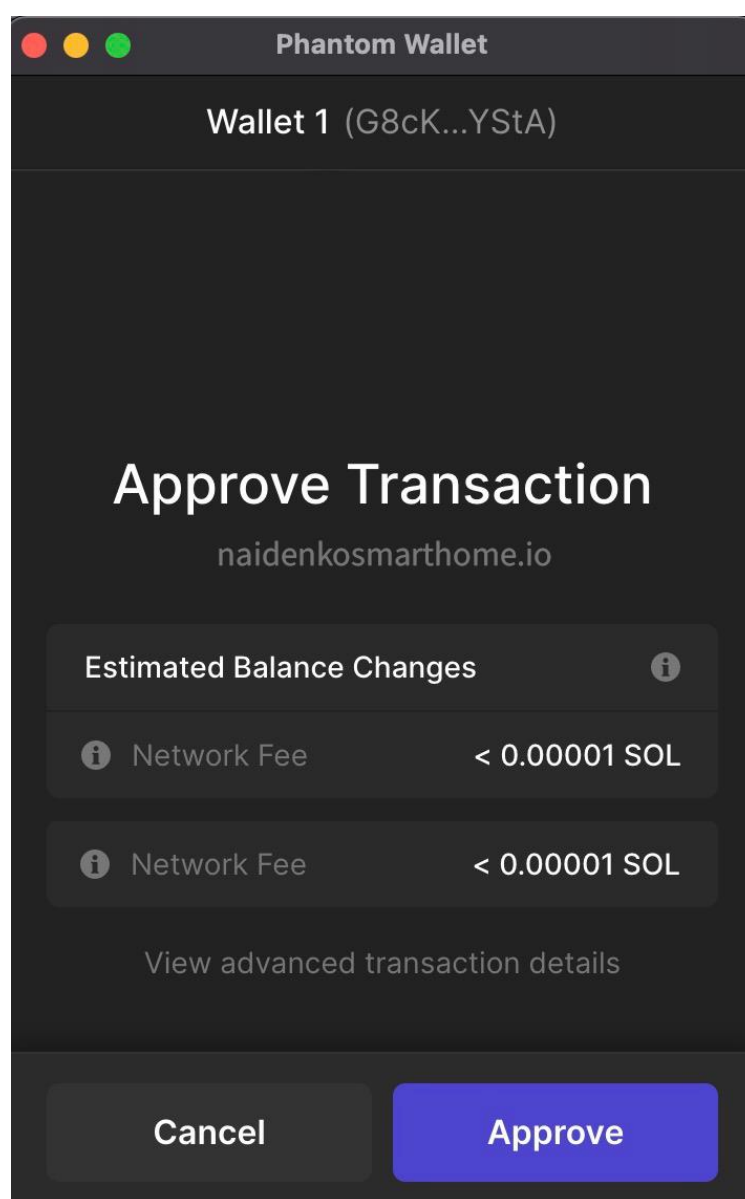 Phantom Wallet
Wallet 1 (G8cK...YStA)
Approve Transaction
naidenkosmarthome.io
Estimated Balance Changes
Network Fee < 0.00001 SOL
Network Fee < 0.00001 SOL
View advanced transaction details
Cancel Approve